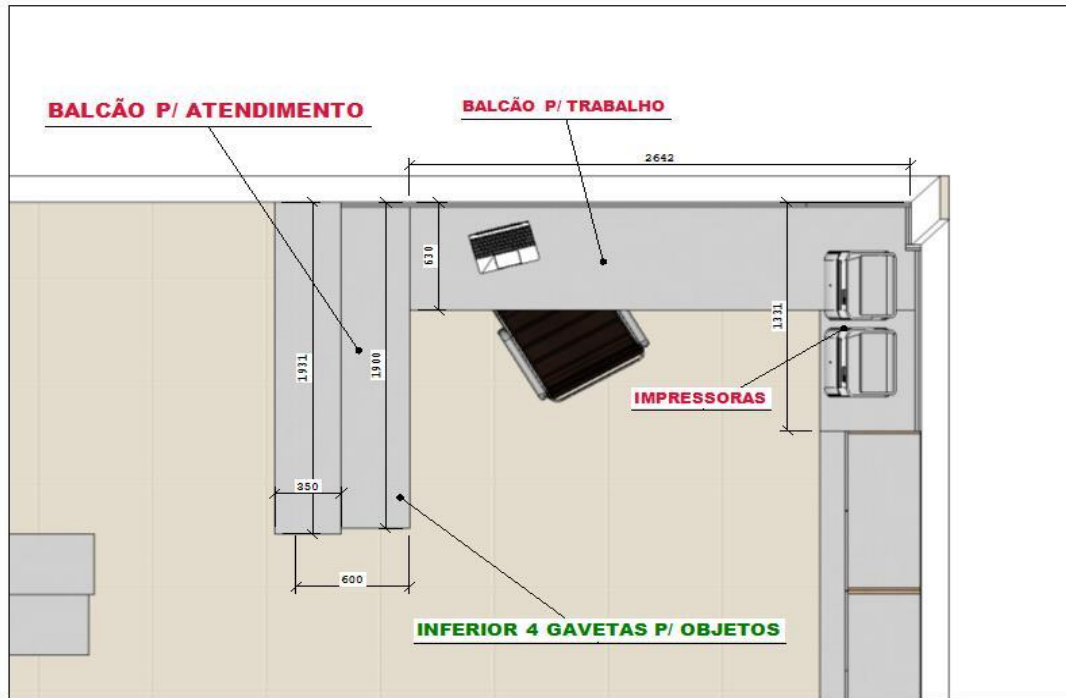 BALCÃO P/ ATENDIMENTO
BALCÃO P/ TRABALHO
2642
630
1331
1931
1900
IMPRESSORAS
350
600
INFERIOR 4 GAVETAS P/ OBJETOS